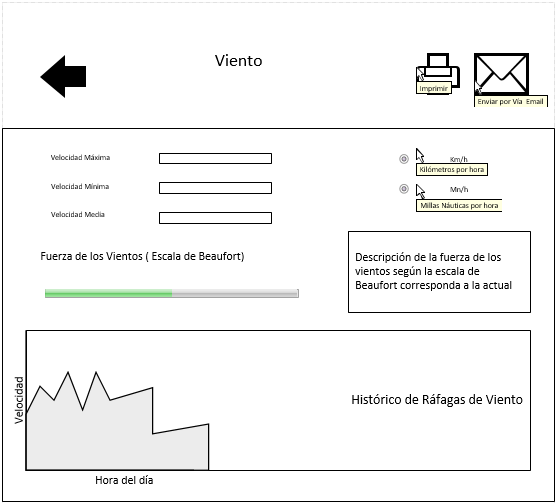 Viento
Imprimir
Enviar por Vía Email
Velocidad Máxima
Km/h
Kilómetros por hora
Velocidad Mínima
Mn/h
Millas Náuticas por hora
Velocidad Media
Fuerza de los Vientos ( Escala de Beaufort)
Descripción de la fuerza de los
vientos según la escala de
Beaufort corresponda a la actual
Velocidad
Histórico de Ráfagas de Viento
Hora del día